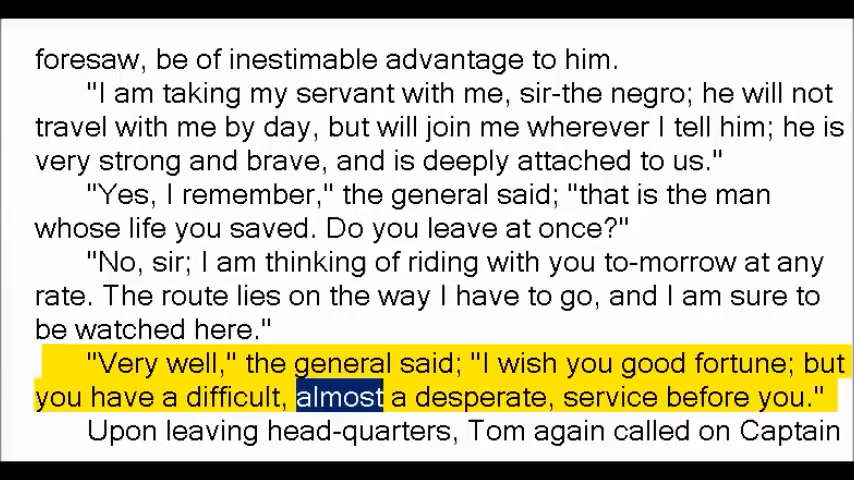 foresaw, be of inestimable advantage to him.
"I am taking my servant with me, sir-the negro; he will not
travel with me by day, but will join me wherever I tell him; he is
very strong and brave, and is deeply attached to us."
"Yes, I remember," the general said; "that is the man
whose life you saved. Do you leave at once?"
"No, sir; I am thinking of riding with you to-morrow at any
rate. The route lies on the way I have to go, and I am sure to
be watched here."
"Very well," the general said; "I wish you good fortune; but
you have a difficult, almost a desperate, service before you."
Upon leaving head-quarters, Tom again called on Captain